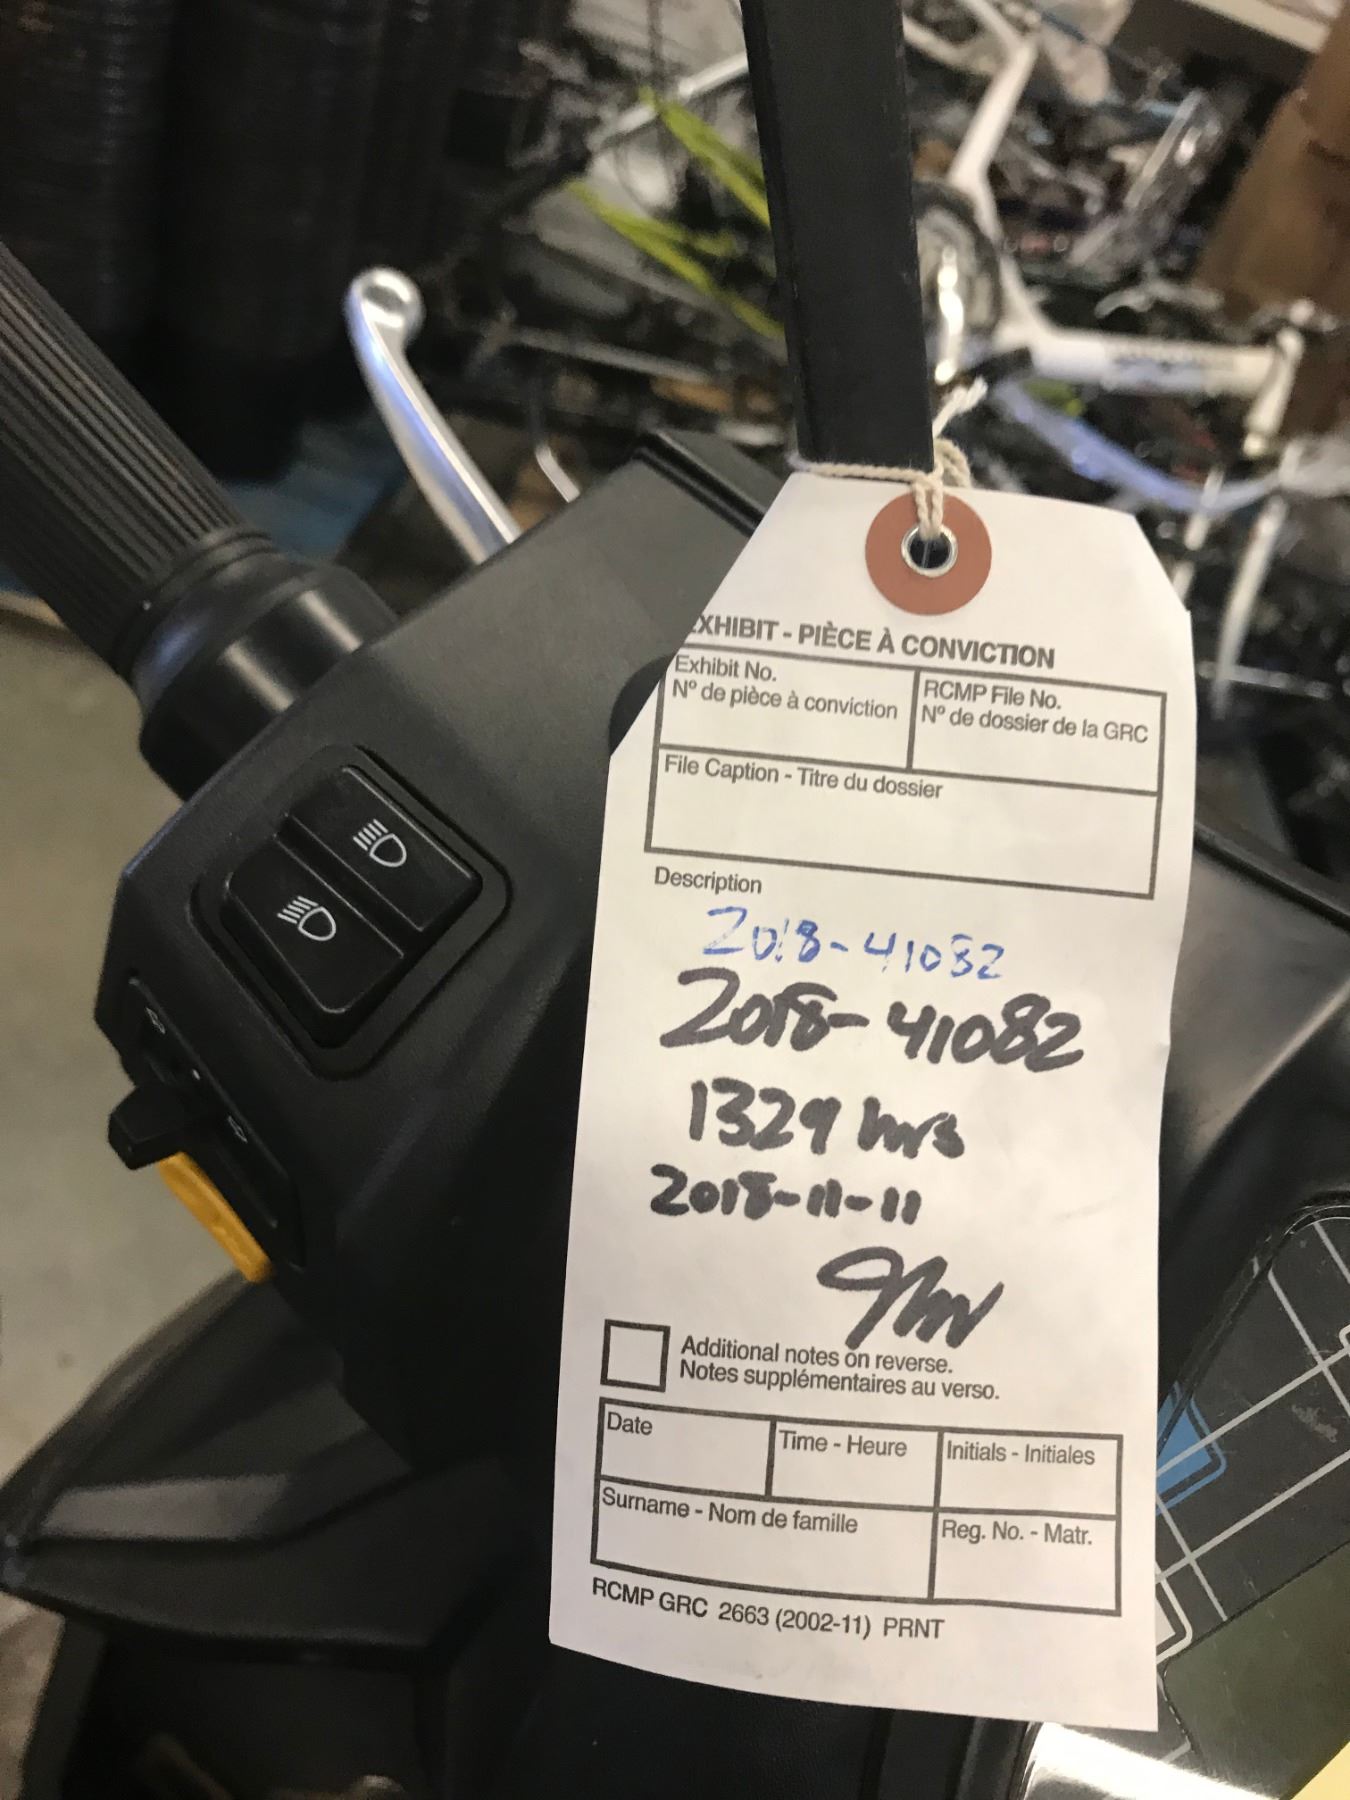 EXHIBIT - PIÈCE À CONVICTION
Exhibit No.
Nº de pièce à conviction
RCMP File No.
Nº de dossier de la GRC
File Caption - Titre du dossier
Description
2018-41082
2018-41082
1329 hrs
2018-11-11
Additional notes on reverse.
Notes supplémentaires au verso.
Date
Time - Heure
Initials - Initiales
Surname - Nom de famille
Reg. No. - Matr.
RCMP GRC 2663 (2002-11) PRNT